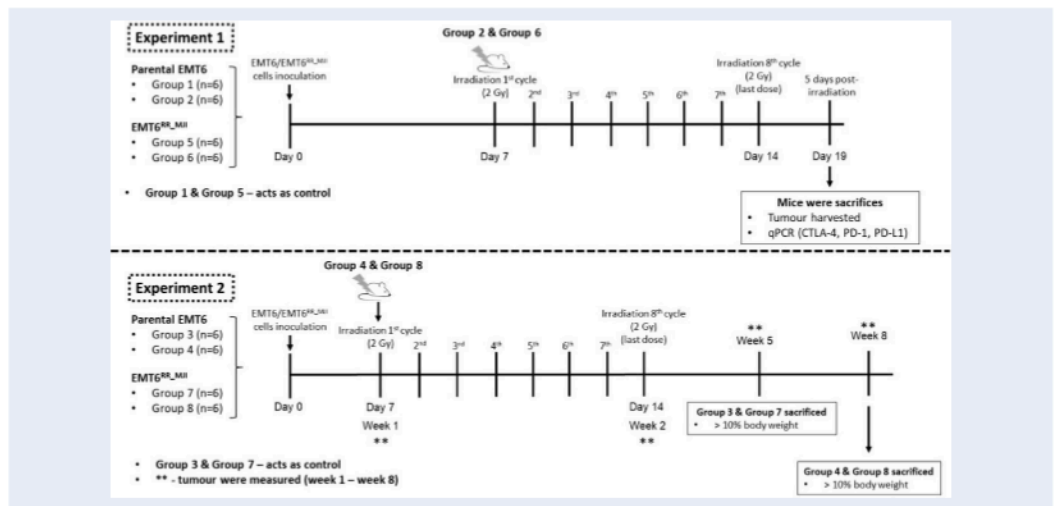 Experiment 1
Parental EMT6
• Group 1 (n=6)
• Group 2 (n=6)
EMT6RR_MJI
• Group 5 (n=6)
• Group 6 (n=6)
• Group 1 & Group 5 – acts as control
EMT6/EMT6RR_MJI
cells inoculation
Day 0
Group 2 & Group 6
Irradiation 1st cycle
(2 Gy)
Day 7
2nd
3rd
4th
5th
6th
7th
Irradiation 8th cycle
(2 Gy)
(last dose)
Day 14
5 days post-
irradiation
Day 19
Mice were sacrifices
• Tumour harvested
• qPCR (CTLA-4, PD-1, PD-L1)
Experiment 2
Parental EMT6
• Group 3 (n=6)
• Group 4 (n=6)
EMT6RR_MJI
• Group 7 (n=6)
• Group 8 (n=6)
• Group 3 & Group 7 – acts as control
• ** - tumour were measured (week 1 – week 8)
EMT6/EMT6RR_MJI
cells inoculation
Day 0
Group 4 & Group 8
Irradiation 1st cycle
(2 Gy)
Day 7
Week 1
**
2nd
3rd
4th
5th
6th
7th
Irradiation 8th cycle
(2 Gy)
(last dose)
Day 14
Week 2
**
**
Week 5
Group 3 & Group 7 sacrificed
• > 10% body weight
**
Week 8
Group 4 & Group 8 sacrificed
• > 10% body weight